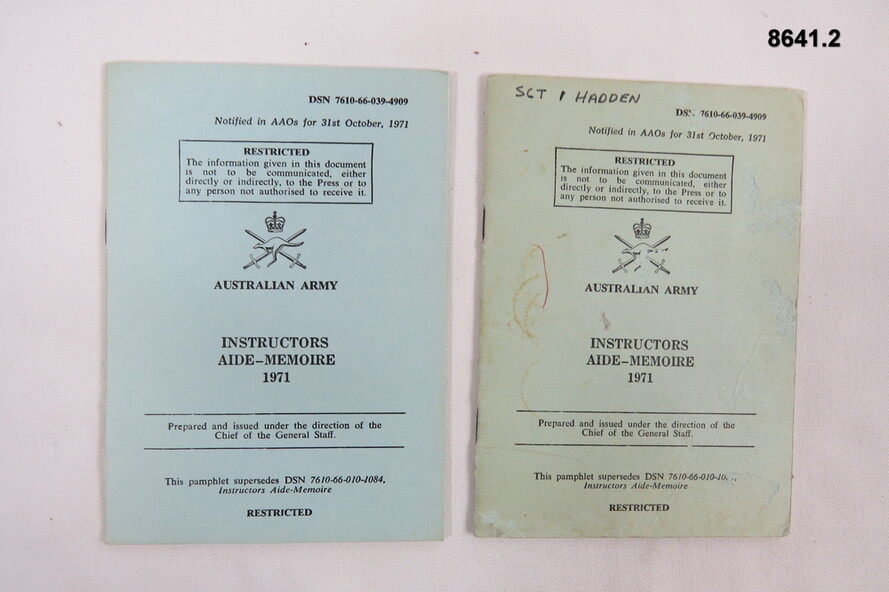 8641.2
DSN 7610-66-039-4909
Notified in AAOs for 31st October, 1971
RESTRICTED
The information given in this document
is not to be communicated, either
directly or indirectly, to the Press or to
any person not authorised to receive it.
AUSTRALIAN ARMY
INSTRUCTORS
AIDE-MEMOIRE
1971
Prepared and issued under the direction of the
Chief of the General Staff.
This pamphlet supersedes DSN 7610-66-010-1084,
Instructors Aide-Memoire
RESTRICTED
SGT HADDEN
DSN 7610-66-039-4909
Notified in AAOs for 31st October, 1971
RESTRICTED
The information given in this document
is not to be communicated, either
directly or indirectly, to the Press or to
any person not authorised to receive it.
AUSTRALIAN ARMY
INSTRUCTORS
AIDE-MEMOIRE
1971
Prepared and issued under the direction of the
Chief of the General Staff.
This pamphlet supersedes DSN
Instructors Aide-Memoire
RESTRICTED